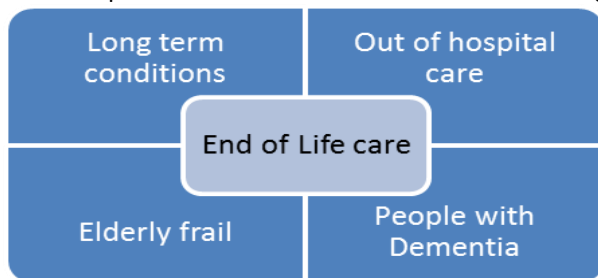 Long term
conditions
Out of hospital
care
End of Life care
Elderly frail
People with
Dementia